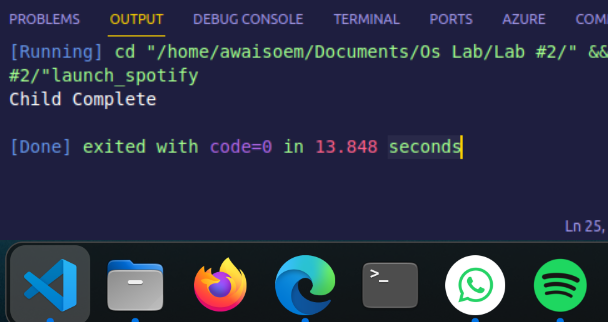 PROBLEMS OUTPUT DEBUG CONSOLE TERMINAL PORTS AZURE COM
[Running] cd "/home/awaisoem/Documents/Os Lab/Lab #2/" &&
#2/"launch_spotify
Child Complete
[Done] exited with code=0 in 13.848 seconds
Ln 25,
>_